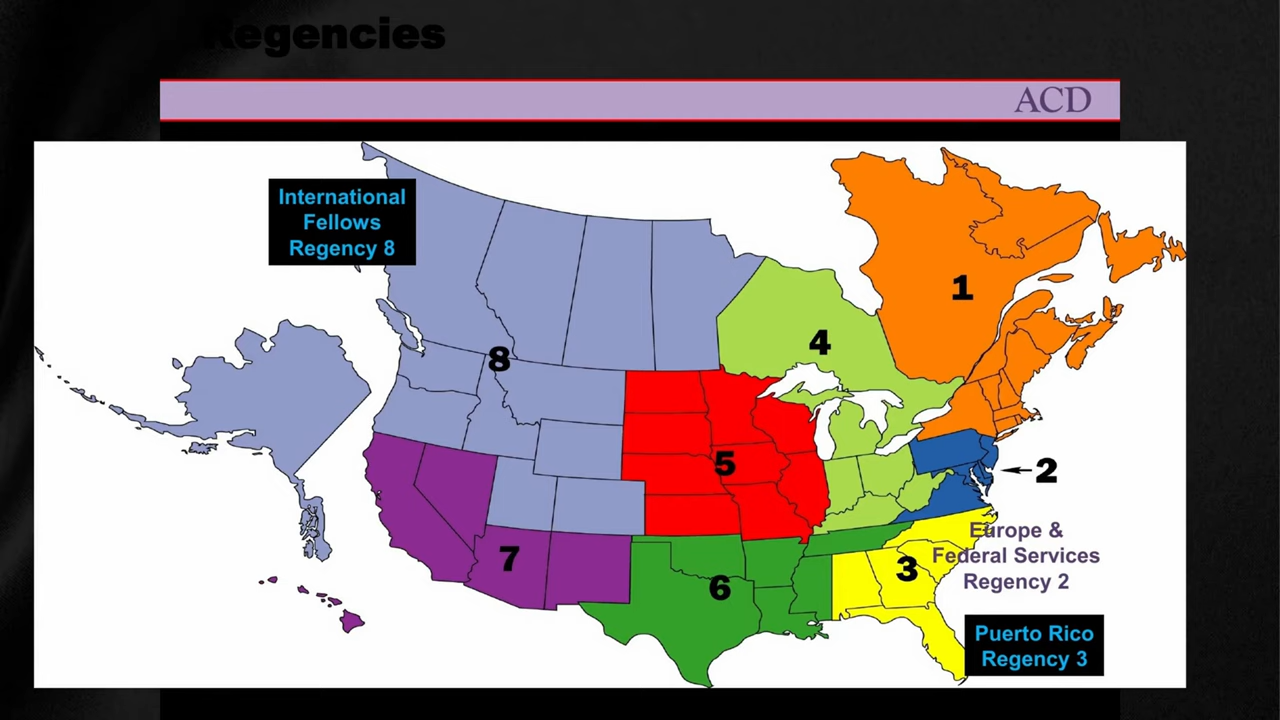 Regencies
ACD
International
Fellows
Regency 8
1
4
8
5
2
Europe &
Federal Services
Regency 2
7
3
6
Puerto Rico
Regency 3